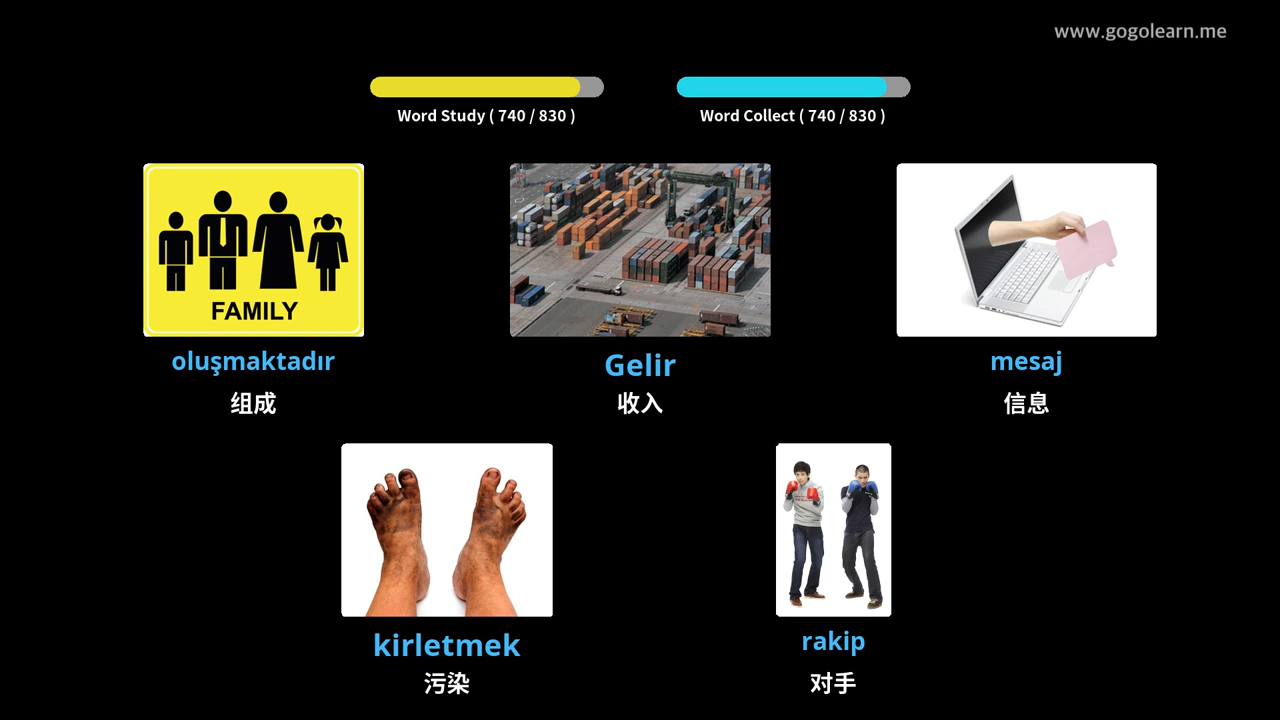 www.gogolearn.me
Word Study ( 740 / 830 )
Word Collect ( 740 / 830 )
FAMILY
oluşmaktadır
组成
Gelir
收入
mesaj
信息
kirletmek
污染
rakip
对手